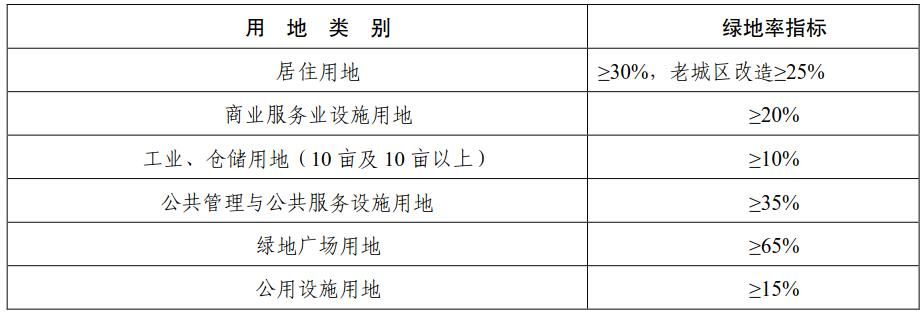 用 地 类 别 绿地率指标
居住用地 ≥30%，老城区改造≥25%
商业服务业设施用地 ≥20%
工业、仓储用地（10 亩及 10 亩以上） ≥10%
公共管理与公共服务设施用地 ≥35%
绿地广场用地 ≥65%
公用设施用地 ≥15%